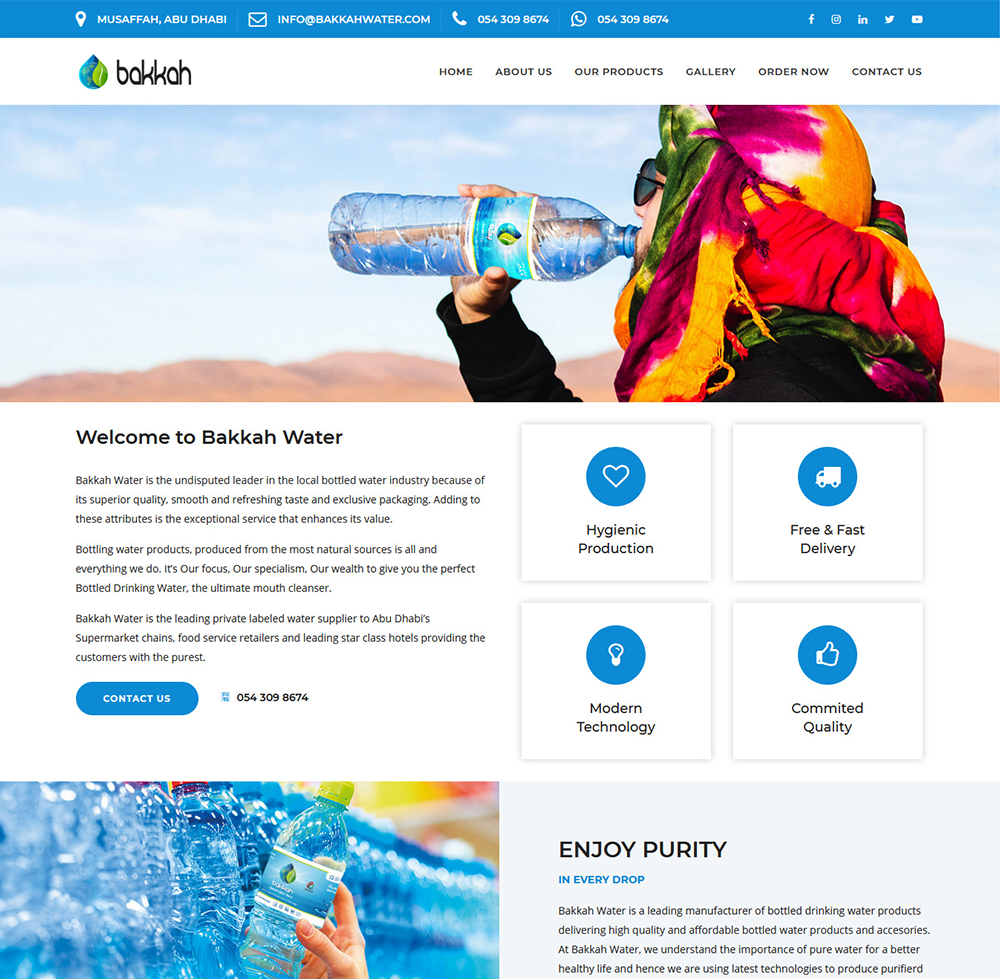 MUSAFFAH, ABU DHABI INFO@BAKKAHWATER.COM 054 309 8674 054 309 8674
bakkah HOME ABOUT US OUR PRODUCTS GALLERY ORDER NOW CONTACT US
Welcome to Bakkah Water
Bakkah Water is the undisputed leader in the local bottled water industry because of
its superior quality, smooth and refreshing taste and exclusive packaging. Adding to
these attributes is the exceptional service that enhances its value.
Bottling water products, produced from the most natural sources is all and
everything we do. It's Our focus, Our specialism, Our wealth to give you the perfect
Bottled Drinking Water, the ultimate mouth cleanser.
Bakkah Water is the leading private labeled water supplier to Abu Dhabi's
Supermarket chains, food service retailers and leading star class hotels providing the
customers with the purest.
CONTACT US 054 309 8674
Hygienic
Production
Free & Fast
Delivery
Modern
Technology
Commited
Quality
bakkah
ENJOY PURITY
IN EVERY DROP
Bakkah Water is a leading manufacturer of bottled drinking water products
delivering high quality and affordable bottled water products and accesories.
At Bakkah Water, we understand the importance of pure water for a better
healthy life and hence we are using latest technologies to produce purifierd